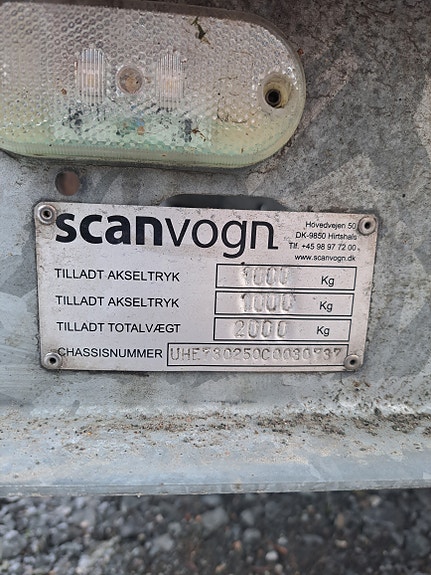 scanvogn
Hovedvejen 50
DK-9850 Hirtshals
Tlf. +45 98 97 72 00
www.scanvogn.dk
TILLADT AKSELTRYK 1000 Kg
TILLADT AKSELTRYK 1000 Kg
TILLADT TOTALVÆGT 2000 Kg
CHASSISNUMMER UHE730250C0030737